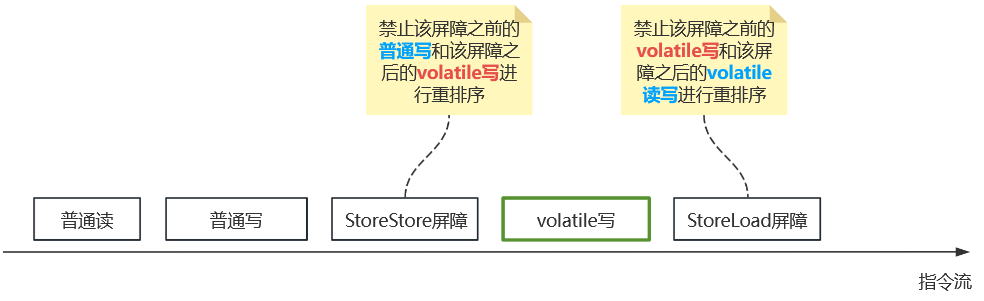 禁止该屏障之前的
普通写和该屏障之
后的volatile写进
行重排序
禁止该屏障之前的
volatile写和该屏
障之后的volatile
读写进行重排序
普通读
普通写
StoreStore屏障
volatile写
StoreLoad屏障
指令流